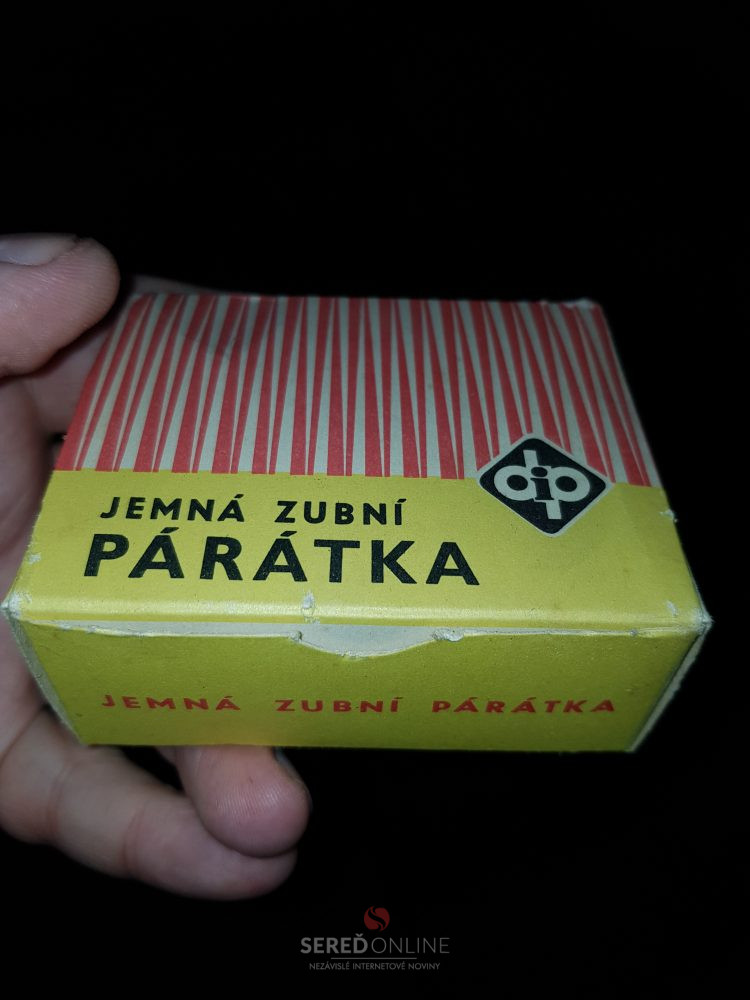 JEMNÁ ZUBNÍ
PÁRÁTKA
dip
JEMNÁ ZUBNÍ PÁRÁTKA
SEREĎONLINE
NEZÁVISLÉ INTERNETOVÉ NOVINY